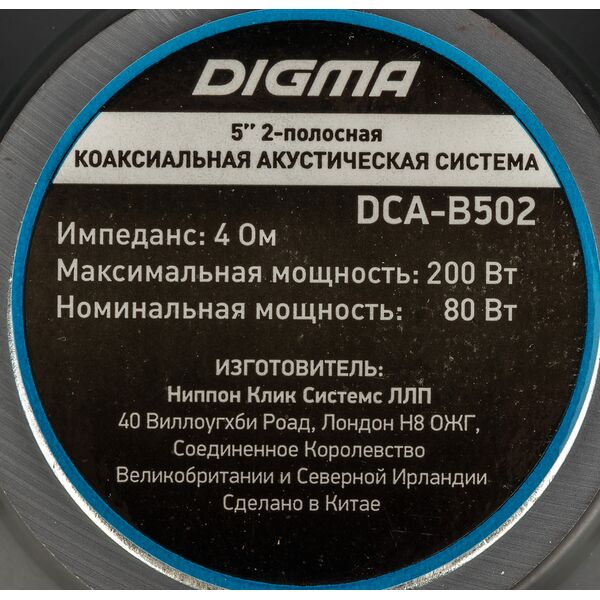 DIGMA
5” 2-полосная
КОАКСИАЛЬНАЯ АКУСТИЧЕСКАЯ СИСТЕМА
DCA-B502
Импеданс: 4 Ом
Максимальная мощность: 200 Вт
Номинальная мощность: 80 Вт
ИЗГОТОВИТЕЛЬ:
Ниппон Клик Системс ЛЛП
40 Виллоугхби Роад, Лондон Н8 ОЖГ,
Соединенное Королевство
Великобритании и Северной Ирландии
Сделано в Китае